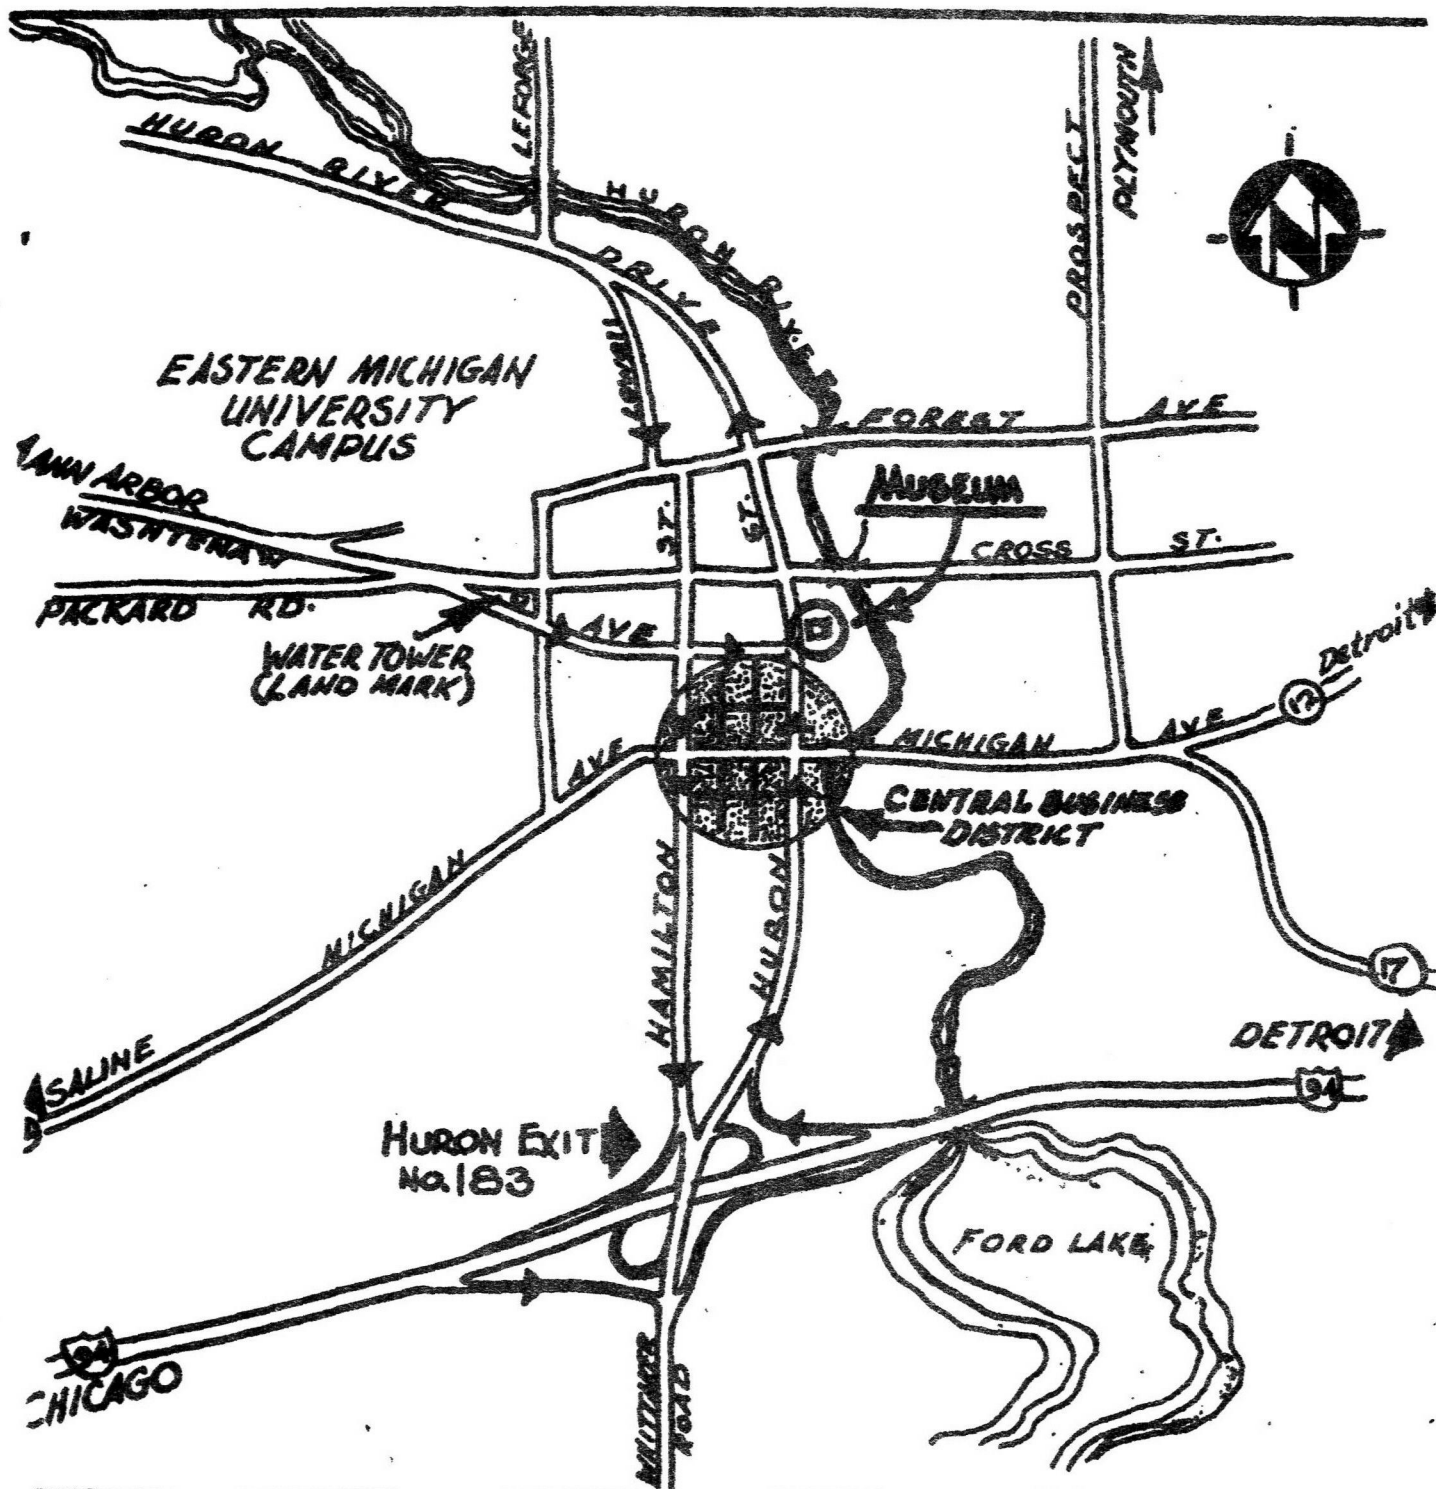 LEFORGE
PROSPECT
PLYMOUTH
N
HURON RIVER
DRIVE
HURON RIVER
LOWELL
EASTERN MICHIGAN
UNIVERSITY
CAMPUS
FOREST AVE
ANN ARBOR
WASHTENAW
AVE
MUSEUM
ST.
ST.
CROSS ST.
PACKARD RD.
WATER TOWER
(LAND MARK)
Detroit
12
MICHIGAN AVE
AVE
MICHIGAN
CENTRAL BUSINESS
DISTRICT
HAMILTON
HURON
17
SALINE
DETROIT
94
HURON EXIT
NO. 183
FORD LAKE
94
CHICAGO
WHITTAKER
ROAD